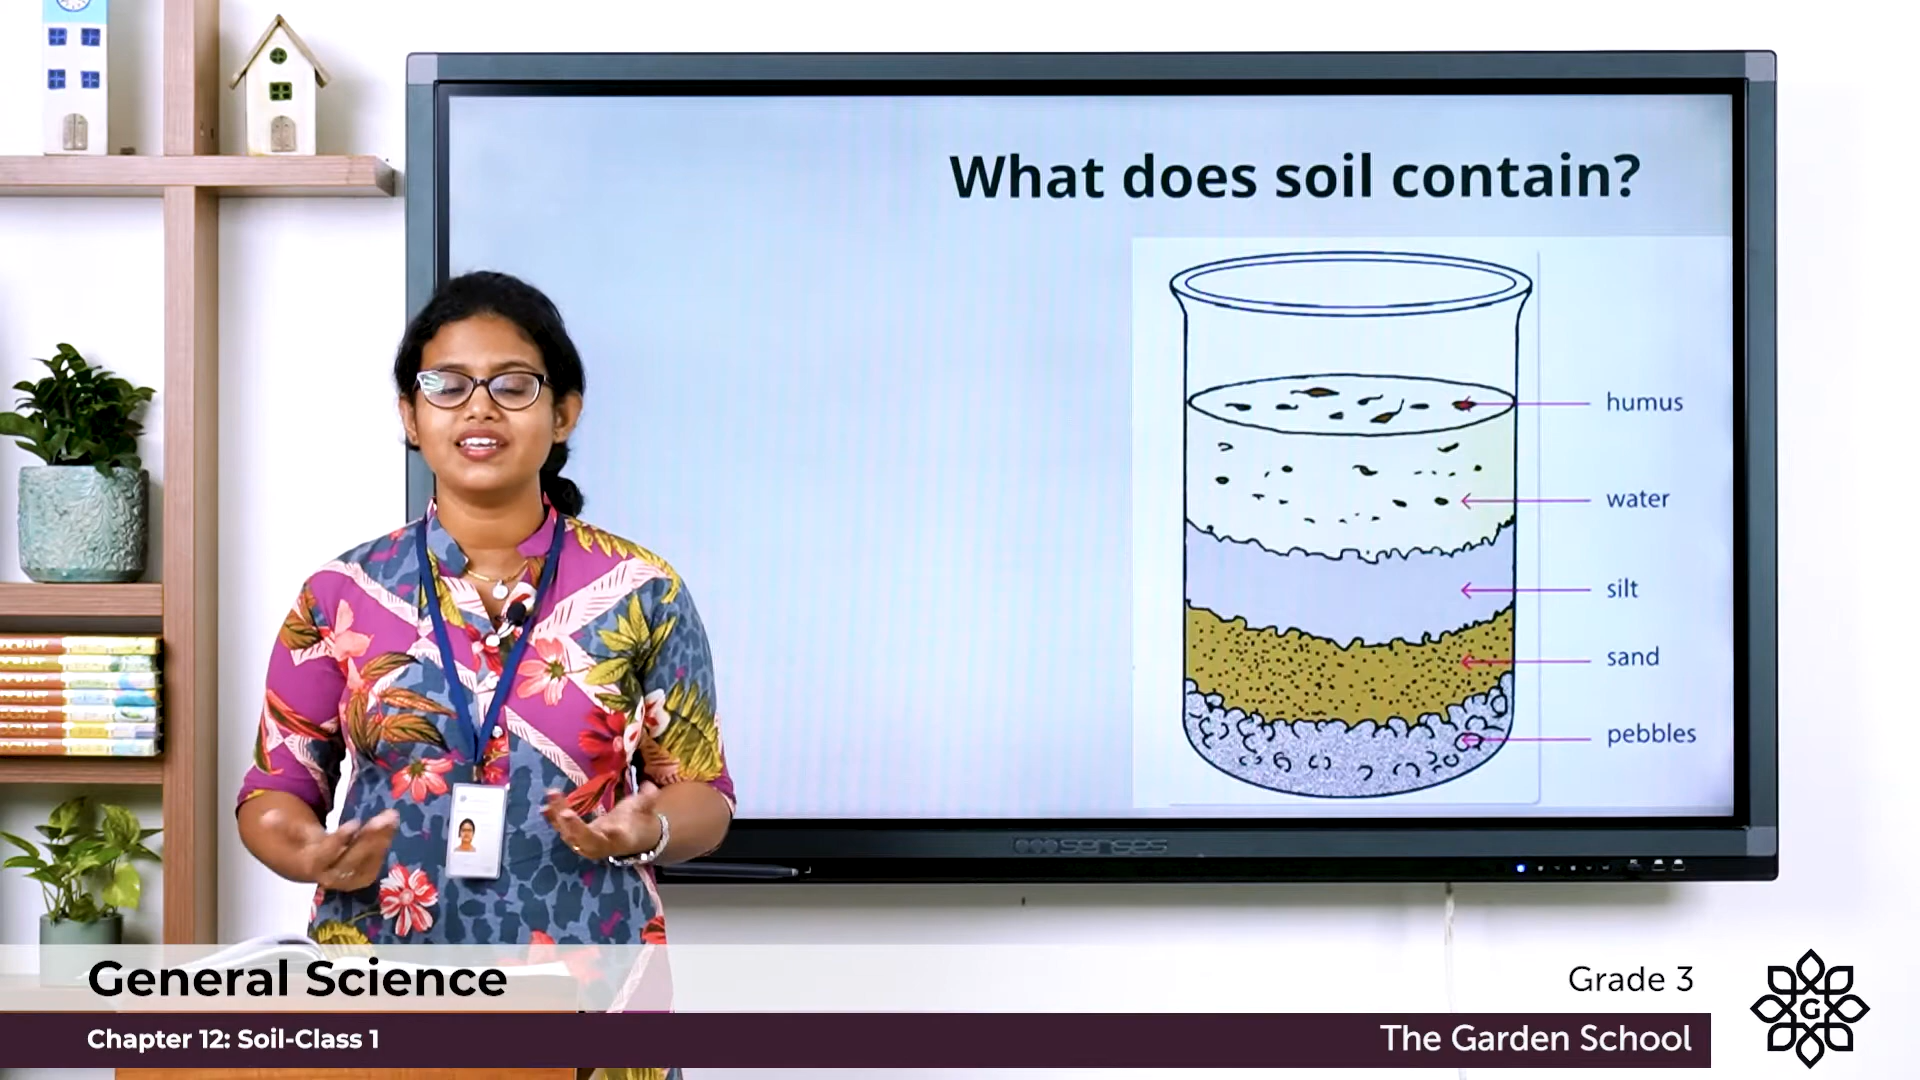 What does soil contain?
humus
water
silt
sand
pebbles
General Science
Grade 3
Chapter 12: Soil-Class 1
The Garden School
G